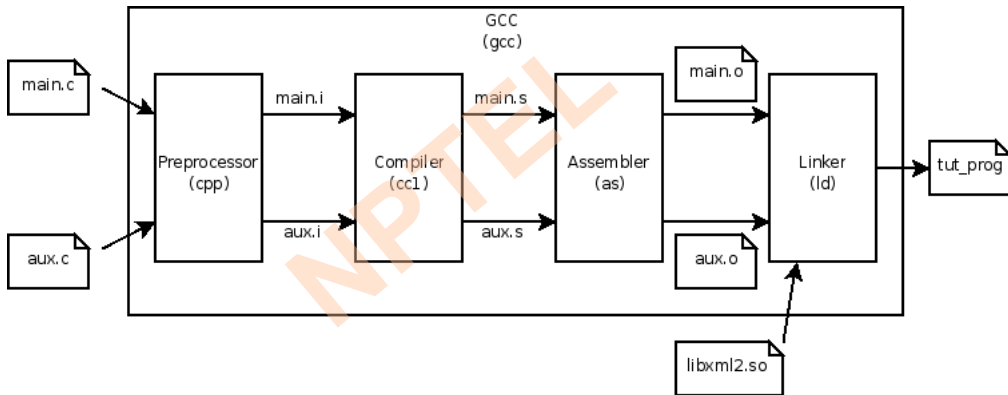 GCC
(gcc)
main.c
aux.c
Preprocessor
(cpp)
main.i
aux.i
Compiler
(cc1)
main.s
aux.s
Assembler
(as)
main.o
aux.o
Linker
(ld)
tut_prog
libxml2.so
NPTEL